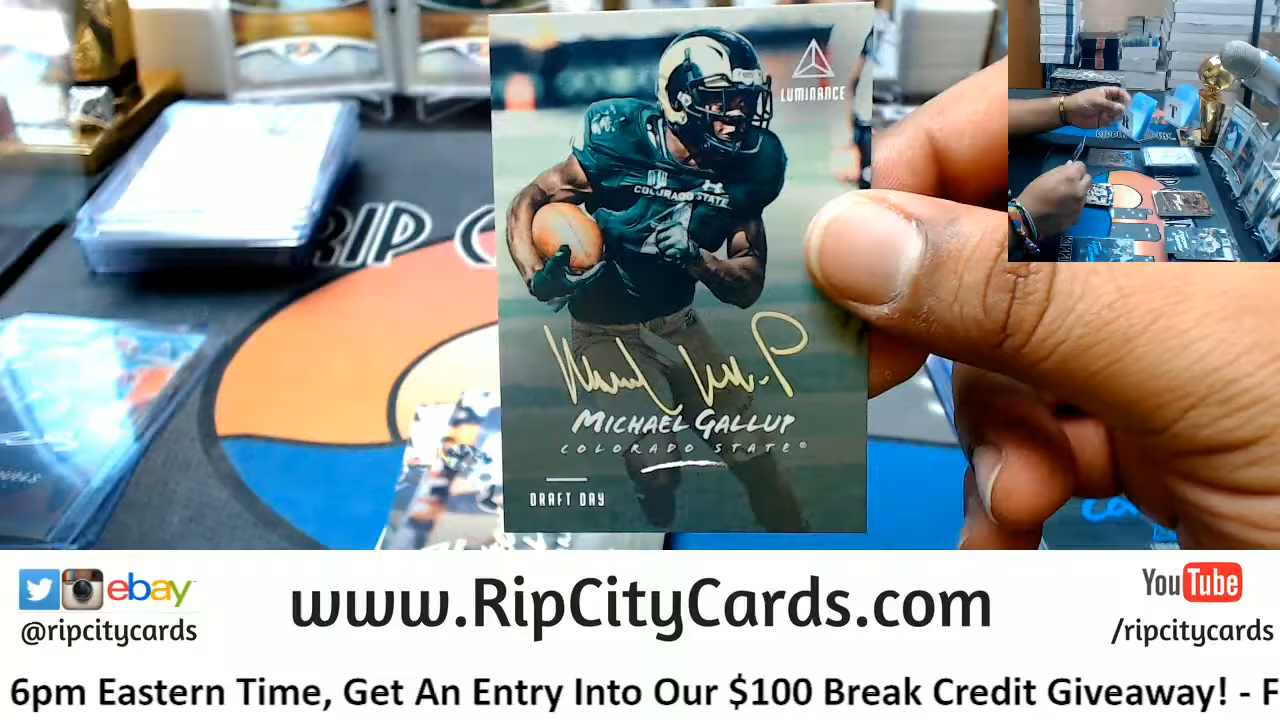 LUMINANCE
COLORADO STATE
RIP C
MICHAEL GALLUP
COLORADO STATE®
DRAFT DAY
ebay
@ripcitycards
www.RipCityCards.com
YouTube
/ripcitycards
6pm Eastern Time, Get An Entry Into Our $100 Break Credit Giveaway! - F